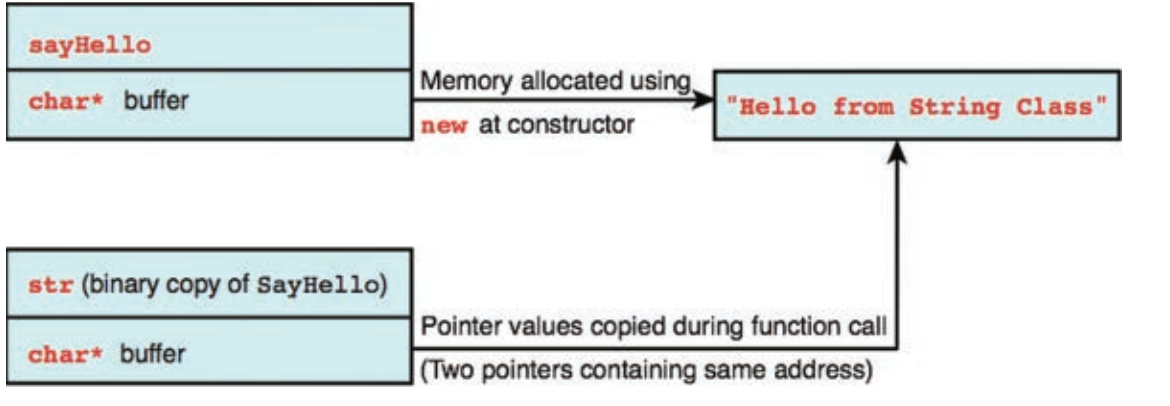 sayHello
char* buffer
Memory allocated using
new at constructor
"Hello from String Class"
str (binary copy of SayHello)
char* buffer
Pointer values copied during function call
(Two pointers containing same address)